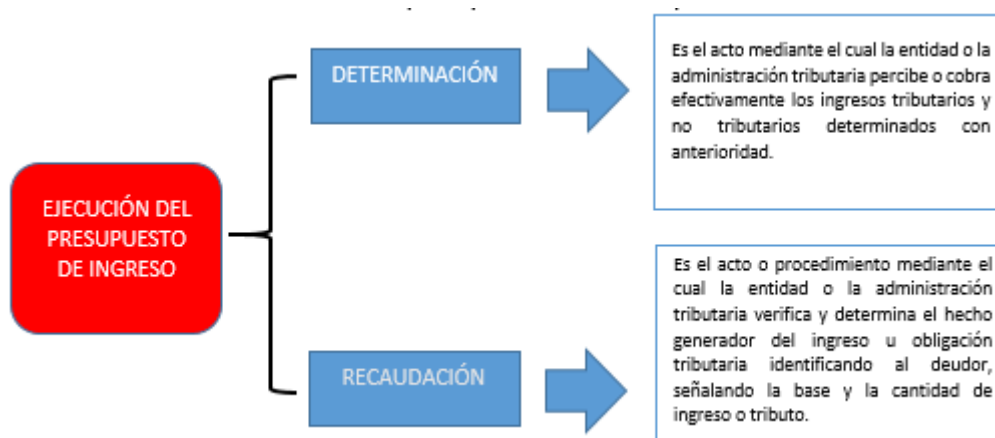 DETERMINACIÓN
Es el acto mediante el cual la entidad o la
administración tributaria percibe o cobra
efectivamente los ingresos tributarios y
no tributarios determinados con
anterioridad.
EJECUCIÓN DEL
PRESUPUESTO
DE INGRESO
RECAUDACIÓN
Es el acto o procedimiento mediante el
cual la entidad o la administración
tributaria verifica y determina el hecho
generador del ingreso u obligación
tributaria identificando al deudor,
señalando la base y la cantidad de
ingreso o tributo.